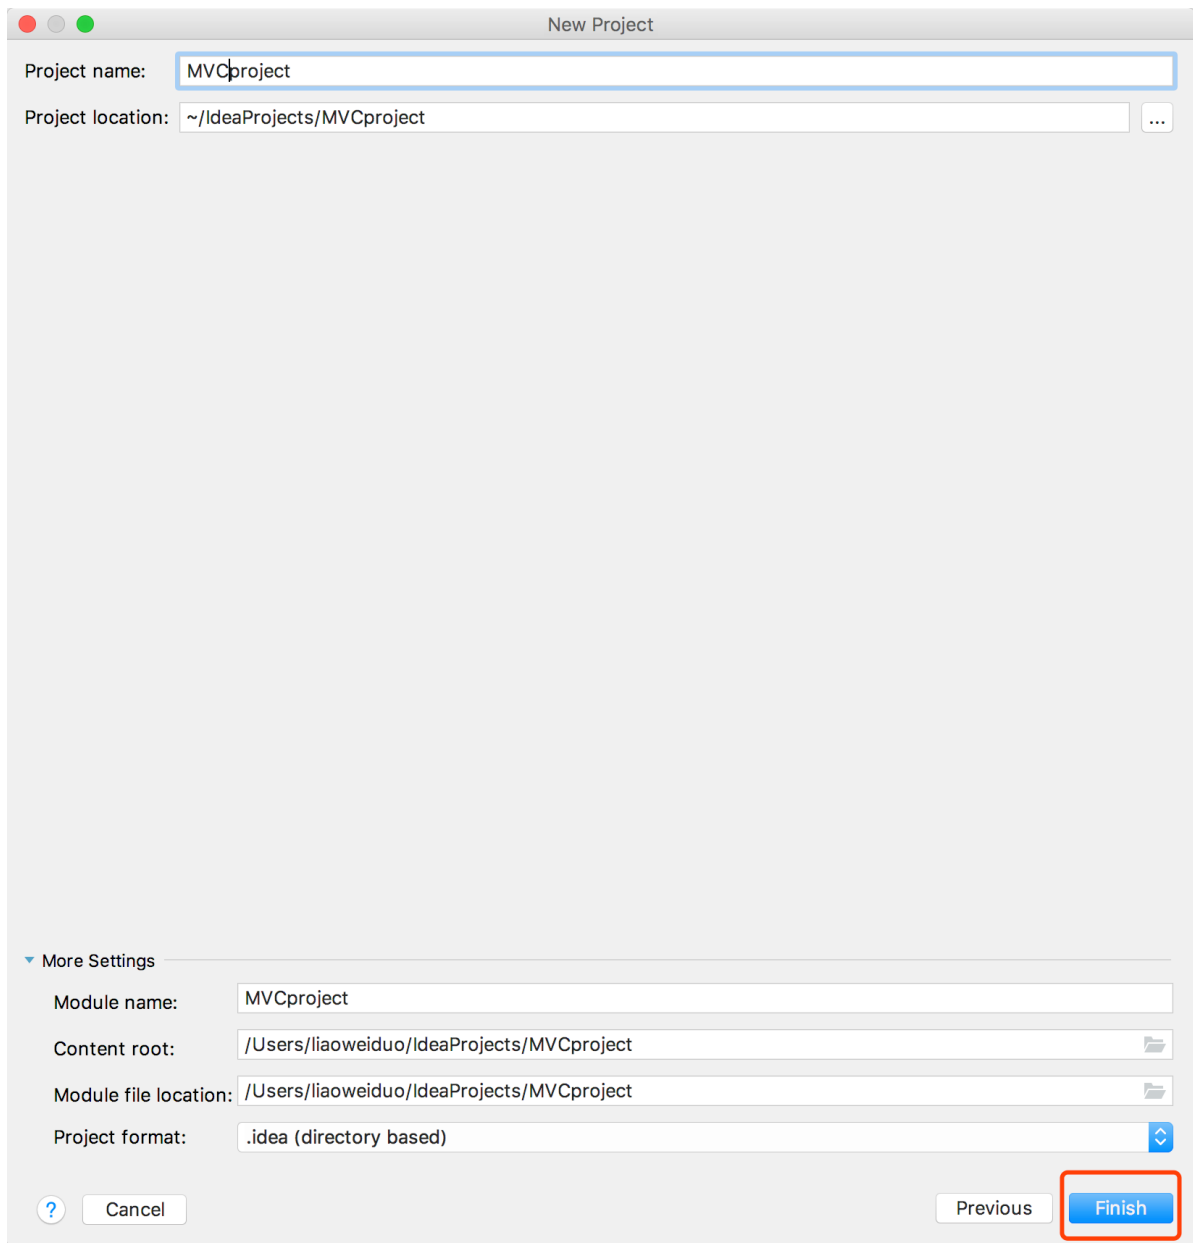 New Project
Project name: MVCproject
Project location: ~/IdeaProjects/MVCproject ...
More Settings
Module name: MVCproject
Content root: /Users/liaoweiduo/IdeaProjects/MVCproject
Module file location: /Users/liaoweiduo/IdeaProjects/MVCproject
Project format: .idea (directory based)
? Cancel Previous Finish